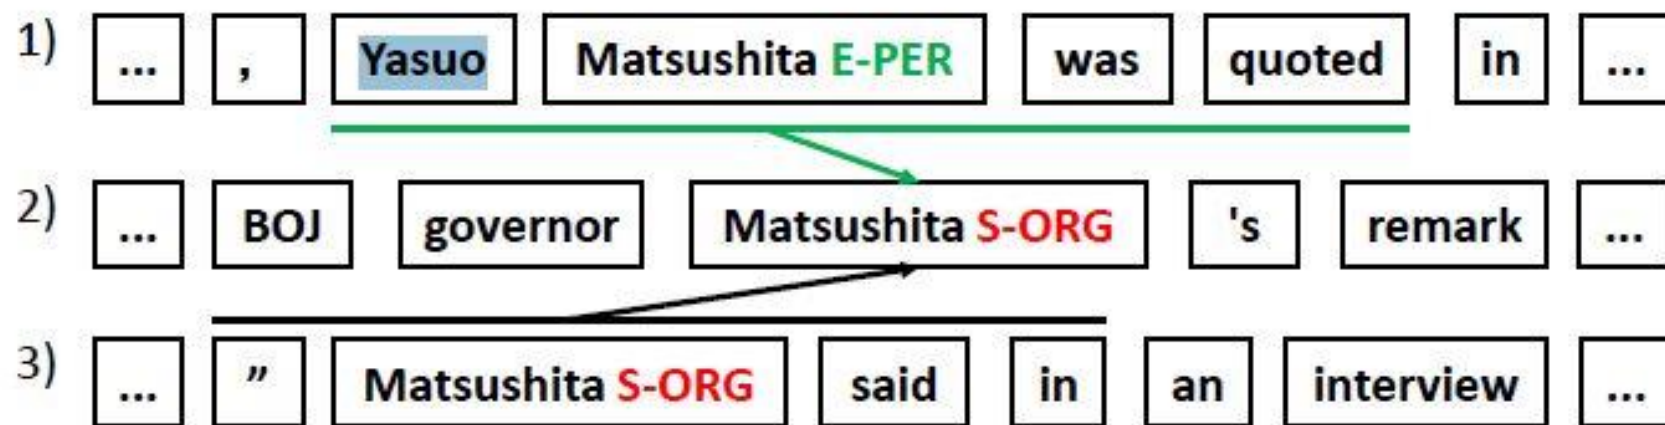 1) ... , Yasuo Matsushita E-PER was quoted in ...
2) ... BOJ governor Matsushita S-ORG 's remark ...
3) ... ” Matsushita S-ORG said in an interview ...